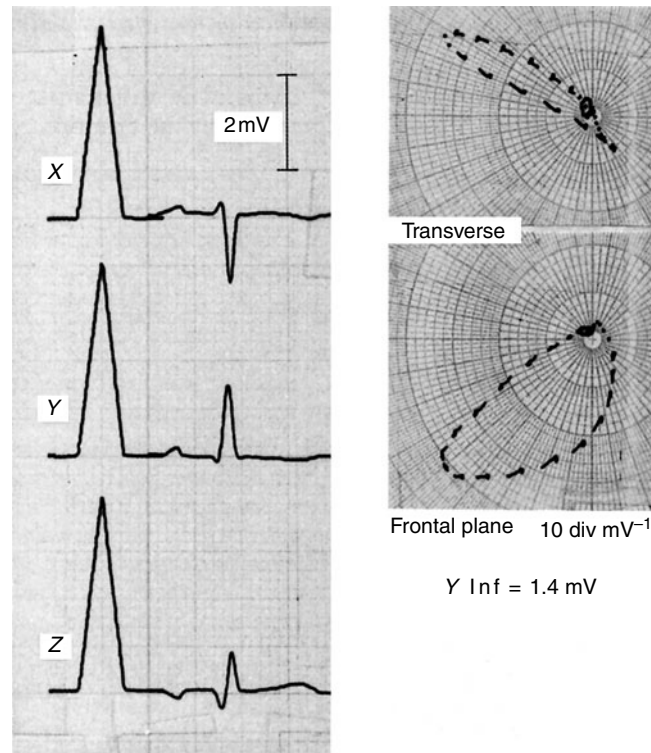 2 mV
X
Y
Z
Transverse
Frontal plane 10 div mV⁻¹
Y Inf = 1.4 mV